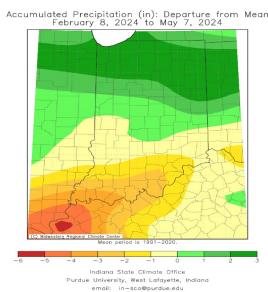 Accumulated Precipitation (in): Departure from Mean
February 8, 2024 to May 7, 2024
(C) Midwestern Regional Climate Center
Mean period is 1991-2020.
-6 -5 -4 -3 -2 -1 0 1 2 3
Indiana State Climate Office
Purdue University, West Lafayette, Indiana
email: in-sco@purdue.edu